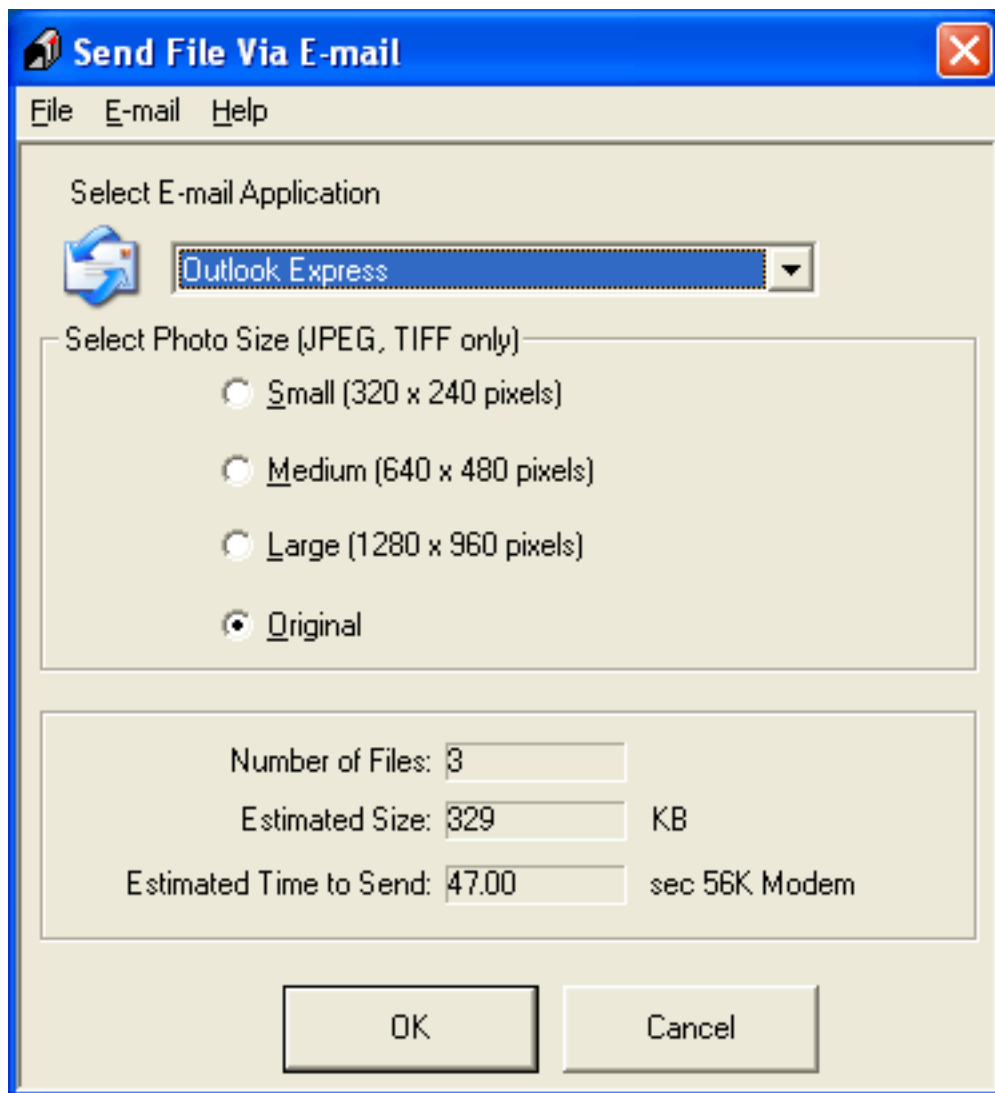 Send File Via E-mail
File E-mail Help
Select E-mail Application
Outlook Express
Select Photo Size (JPEG, TIFF only)
Small (320 x 240 pixels)
Medium (640 x 480 pixels)
Large (1280 x 960 pixels)
Original
Number of Files: 3
Estimated Size: 329 KB
Estimated Time to Send: 47.00 sec 56K Modem
OK Cancel